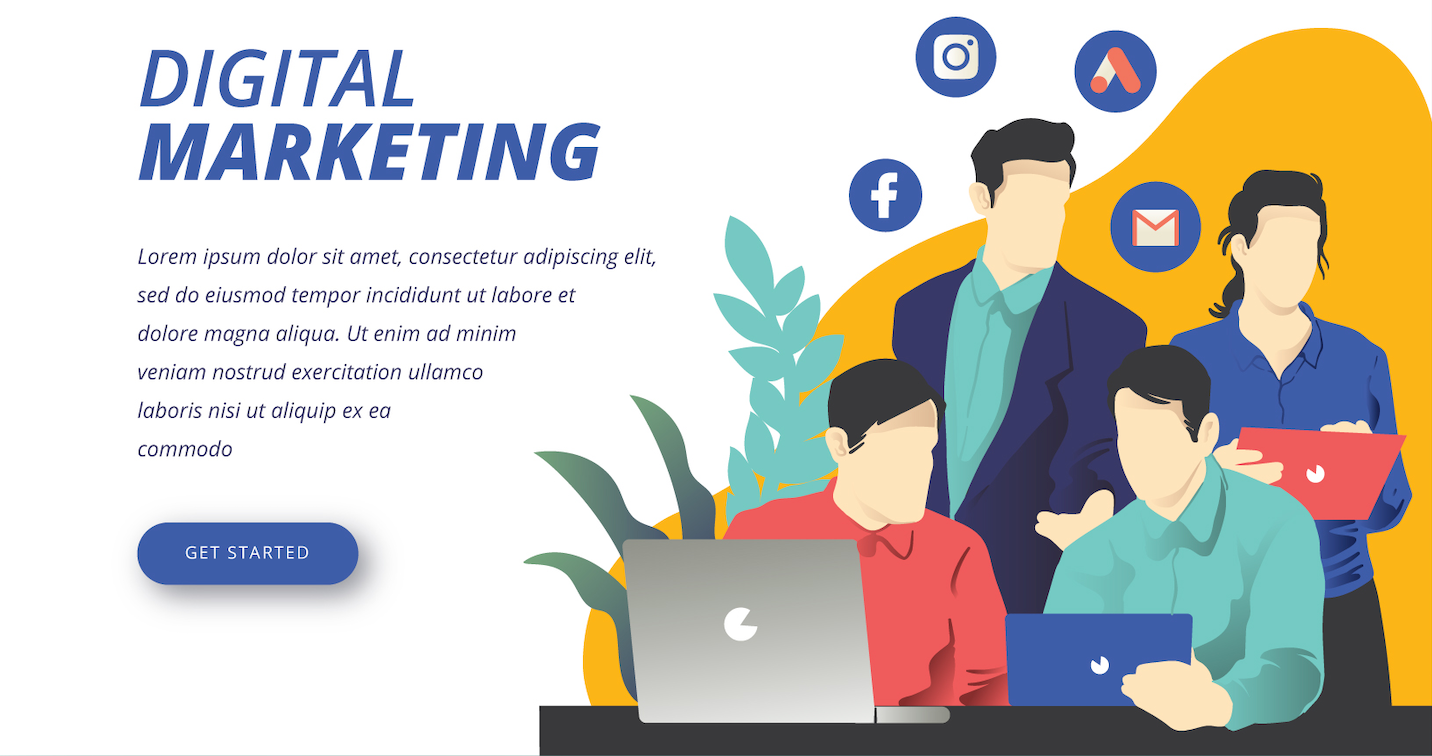 DIGITAL
MARKETING
Lorem ipsum dolor sit amet, consectetur adipiscing elit,
sed do eiusmod tempor incididunt ut labore et
dolore magna aliqua. Ut enim ad minim
veniam nostrud exercitation ullamco
laboris nisi ut aliquip ex ea
commodo
GET STARTED